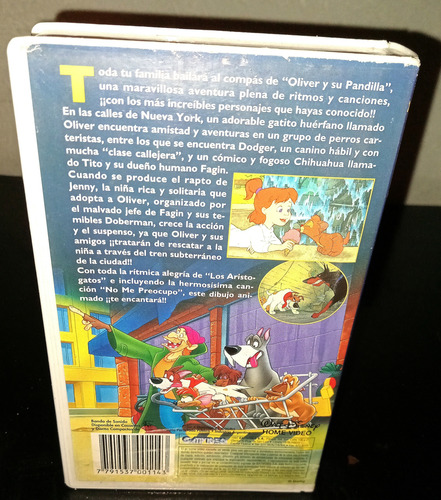 Toda tu familia bailará al compás de "Oliver y su Pandilla",
una maravillosa aventura plena de ritmos y canciones,
¡¡con los más increíbles personajes que hayas conocido!!
En las calles de Nueva York, un adorable gatito huérfano llamado
Oliver encuentra amistad y aventuras en un grupo de perros car-
teristas, entre los que se encuentra Dodger, un canino hábil y con
mucha "clase callejera", y un cómico y fogoso Chihuahua llama-
do Tito y su dueño humano Fagin.
Cuando se produce el rapto de
Jenny, la niña rica y solitaria que
adopta a Oliver, organizado por
el malvado jefe de Fagin y sus te-
mibles Doberman, crece la acción
y el suspenso, ya que Oliver y sus
amigos ¡¡tratarán de rescatar a la
niña a través del tren subterráneo
de la ciudad!!
Con toda la rítmica alegría de "Los Aristo-
gatos" e incluyendo la hermosísima can-
ción "No Me Preocupo", este dibujo ani-
mado ¡¡te encantará!!
Banda de Sonido
Disponible en
Walt Disney
HOME VIDEO
7 791537 001143